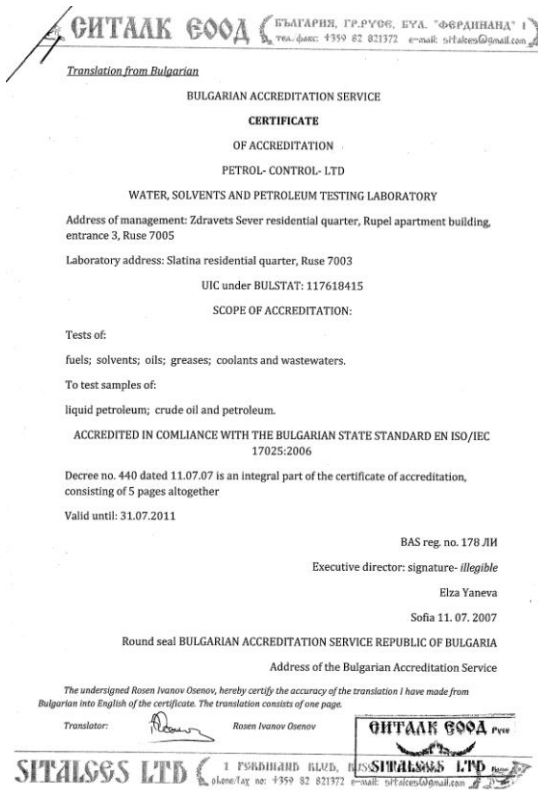 СИТАЛК ЕООД
БЪЛГАРИЯ, ГР.РУСЕ, БУЛ. "ФЕРДИНАНД" 1
тел. факс: +359 82 821372 e-mail: sitalces@gmail.com
Translation from Bulgarian
BULGARIAN ACCREDITATION SERVICE
CERTIFICATE
OF ACCREDITATION
PETROL- CONTROL- LTD
WATER, SOLVENTS AND PETROLEUM TESTING LABORATORY
Address of management: Zdravets Sever residential quarter, Rupel apartment building,
entrance 3, Ruse 7005
Laboratory address: Slatina residential quarter, Ruse 7003
UIC under BULSTAT: 117618415
SCOPE OF ACCREDITATION:
Tests of:
fuels; solvents; oils; greases; coolants and wastewaters.
To test samples of:
liquid petroleum; crude oil and petroleum.
ACCREDITED IN COMLIANCE WITH THE BULGARIAN STATE STANDARD EN ISO/IEC
17025:2006
Decree no. 440 dated 11.07.07 is an integral part of the certificate of accreditation,
consisting of 5 pages altogether
Valid until: 31.07.2011
BAS reg. no. 178 ЛИ
Executive director: signature- illegible
Elza Yaneva
Sofia 11. 07. 2007
Round seal BULGARIAN ACCREDITATION SERVICE REPUBLIC OF BULGARIA
Address of the Bulgarian Accreditation Service
The undersigned Rosen Ivanov Osenov, hereby certify the accuracy of the translation I have made from
Bulgarian into English of the certificate. The translation consists of one page.
Translator: Rosen Ivanov Osenov
СИТАЛК ЕООД Русе
SITALCES LTD
SITALCES LTD
1 FERDINAND BLVD,
phone/fax no: +359 82 821372 e-mail: sitalces@gmail.com